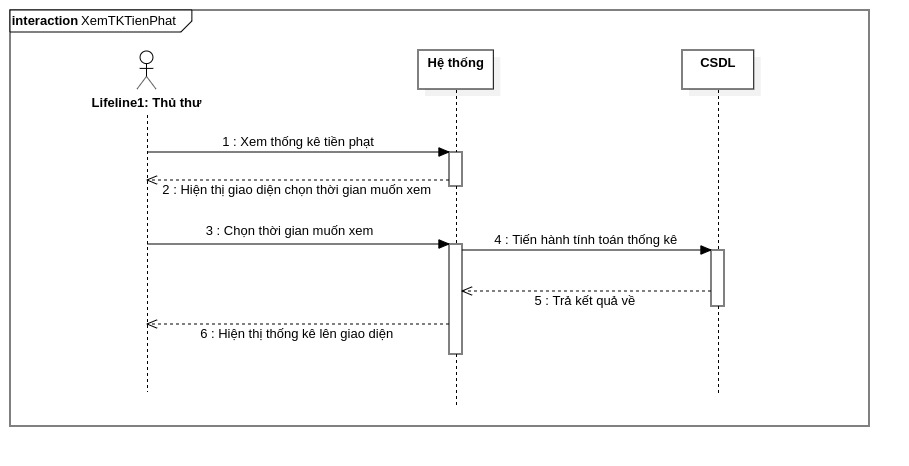 interaction XemTKTienPhat
Lifeline1: Thủ thư
Hệ thống
CSDL
1 : Xem thống kê tiền phạt
2 : Hiện thị giao diện chọn thời gian muốn xem
3 : Chọn thời gian muốn xem
4 : Tiến hành tính toán thống kê
5 : Trả kết quả về
6 : Hiện thị thống kê lên giao diện